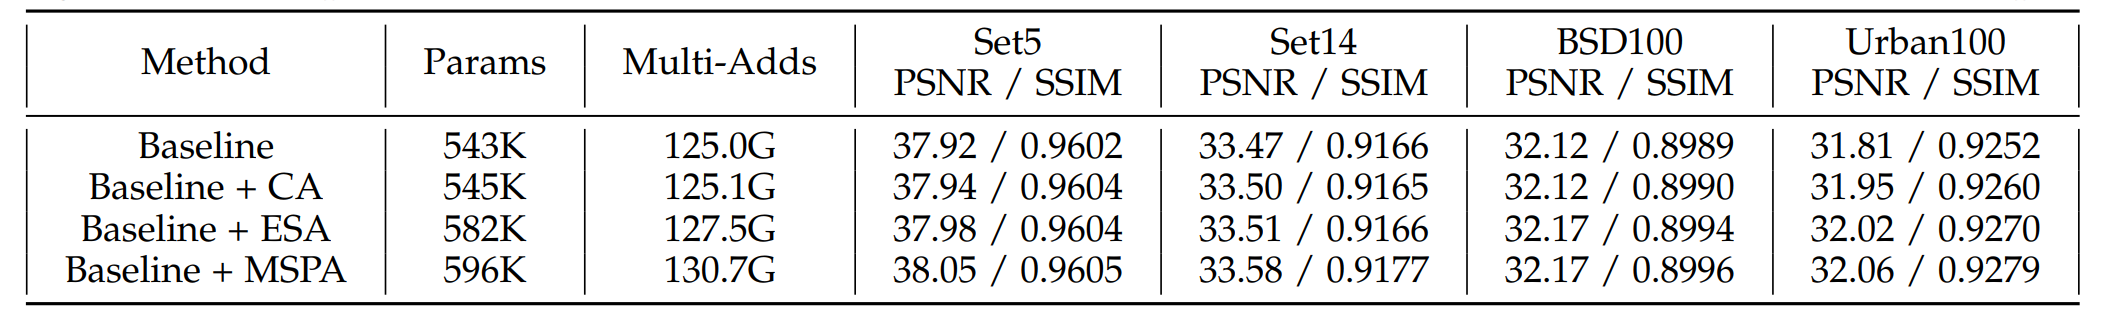 Method Params Multi-Adds Set5 PSNR / SSIM Set14 PSNR / SSIM BSD100 PSNR / SSIM Urban100 PSNR / SSIM
Baseline 543K 125.0G 37.92 / 0.9602 33.47 / 0.9166 32.12 / 0.8989 31.81 / 0.9252
Baseline + CA 545K 125.1G 37.94 / 0.9604 33.50 / 0.9165 32.12 / 0.8990 31.95 / 0.9260
Baseline + ESA 582K 127.5G 37.98 / 0.9604 33.51 / 0.9166 32.17 / 0.8994 32.02 / 0.9270
Baseline + MSPA 596K 130.7G 38.05 / 0.9605 33.58 / 0.9177 32.17 / 0.8996 32.06 / 0.9279